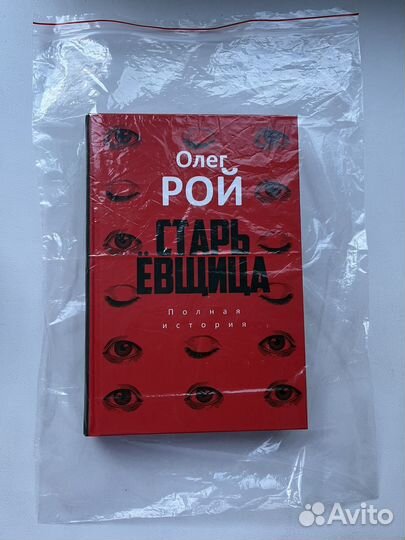 Олег
РОЙ
СТАРЬ
ЁВЩИЦА
Полная
история
Avito